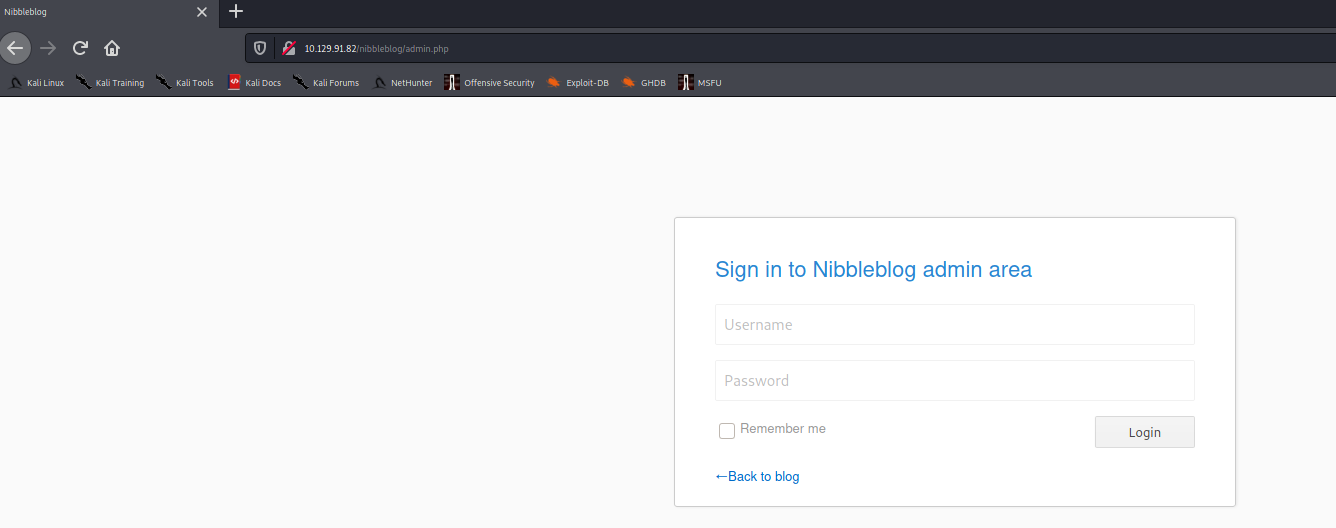 Nibbleblog
10.129.91.82/nibbleblog/admin.php
Kali Linux Kali Training Kali Tools Kali Docs Kali Forums NetHunter Offensive Security Exploit-DB GHDB MSFU
Sign in to Nibbleblog admin area
Username
Password
Remember me Login
←Back to blog